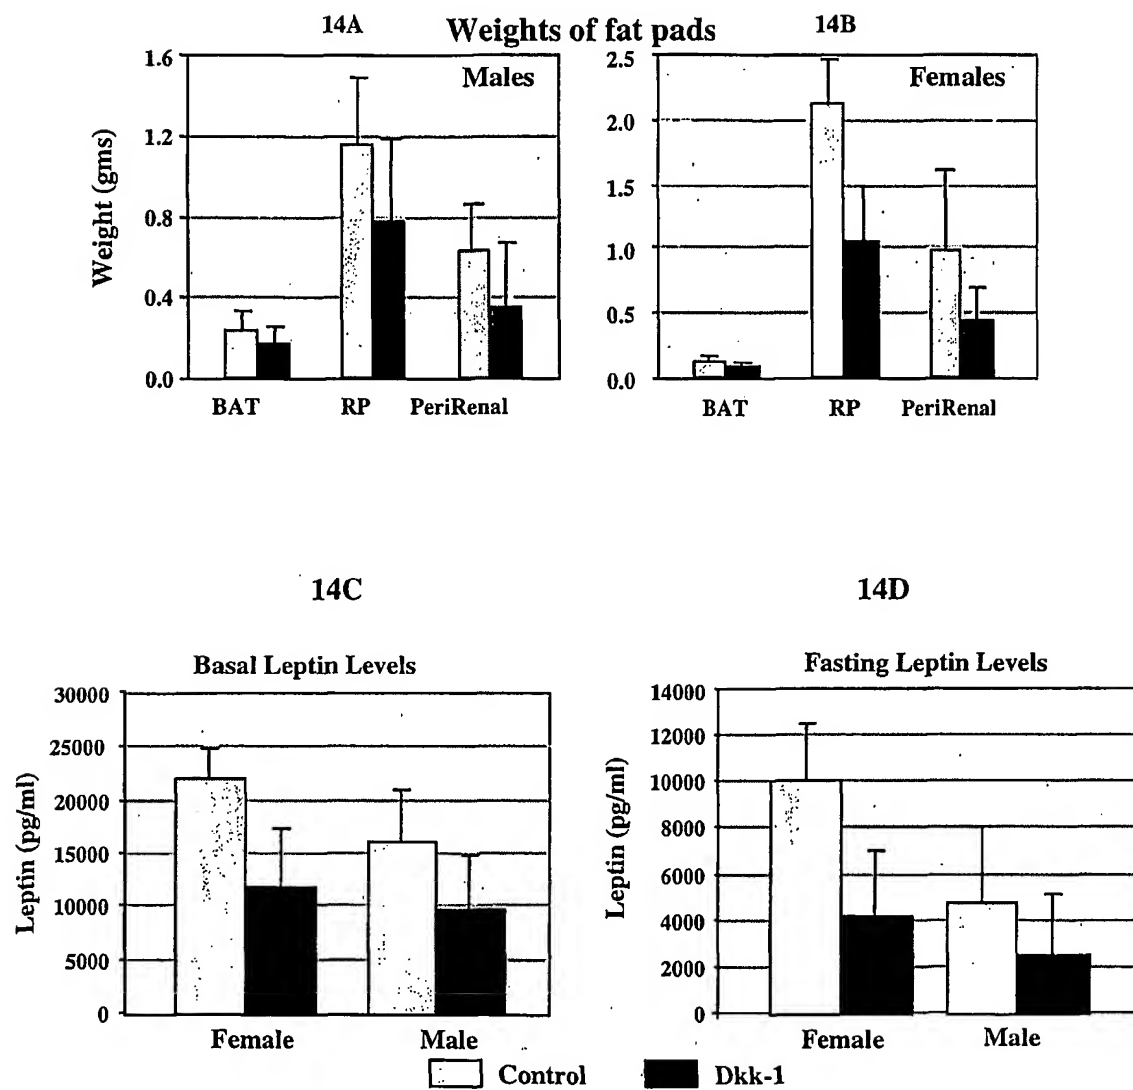 14A Weights of fat pads 14B
Males
Females
Weight (gms)
1.6
1.2
0.8
0.4
0.0
BAT RP PeriRenal
2.5
2.0
1.5
1.0
0.5
0.0
BAT RP PeriRenal
14C
14D
Basal Leptin Levels
Leptin (pg/ml)
30000
25000
20000
15000
10000
5000
0
Female Male
Fasting Leptin Levels
Leptin (pg/ml)
14000
12000
10000
8000
6000
4000
2000
0
Female Male
Control Dkk-1